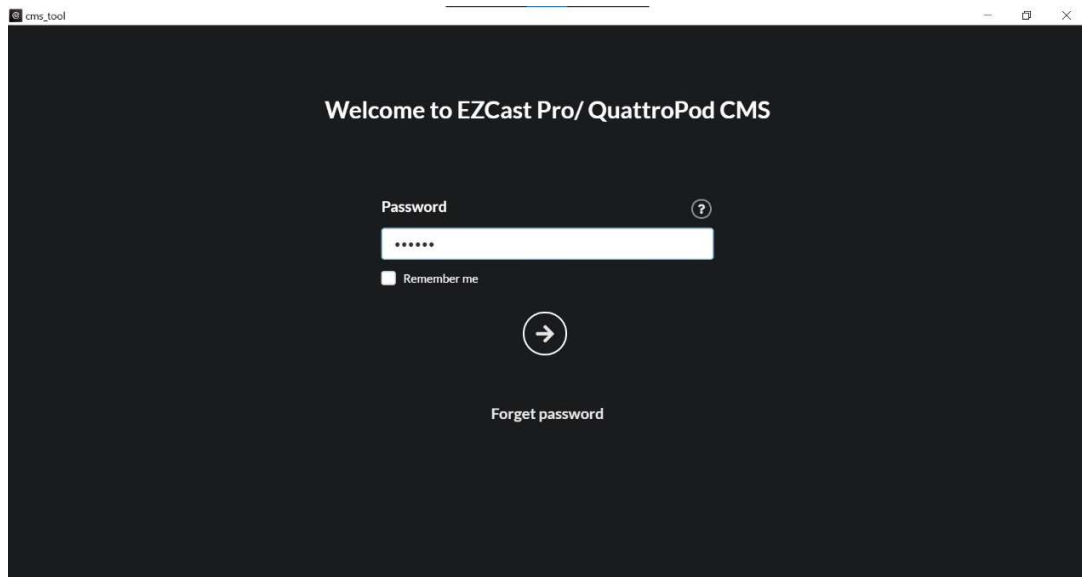 cms_tool
Welcome to EZCast Pro/ QuattroPod CMS
Password
?
••••••
Remember me
Forget password